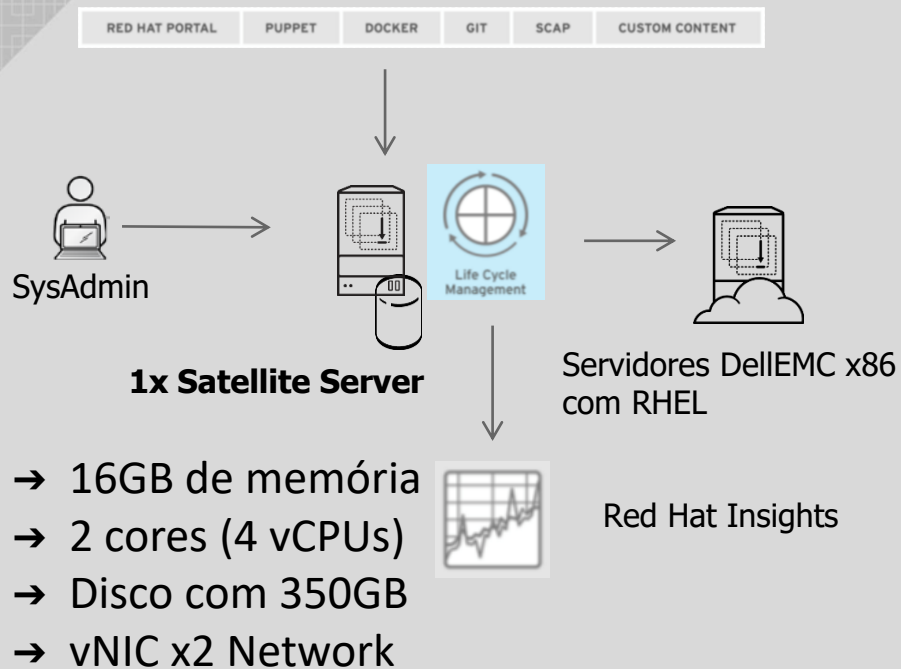 RED HAT PORTAL PUPPET DOCKER GIT SCAP CUSTOM CONTENT
SysAdmin
Life Cycle
Management
1x Satellite Server
Servidores DellEMC x86
com RHEL
→ 16GB de memória
→ 2 cores (4 vCPUs)
→ Disco com 350GB
→ vNIC x2 Network
Red Hat Insights